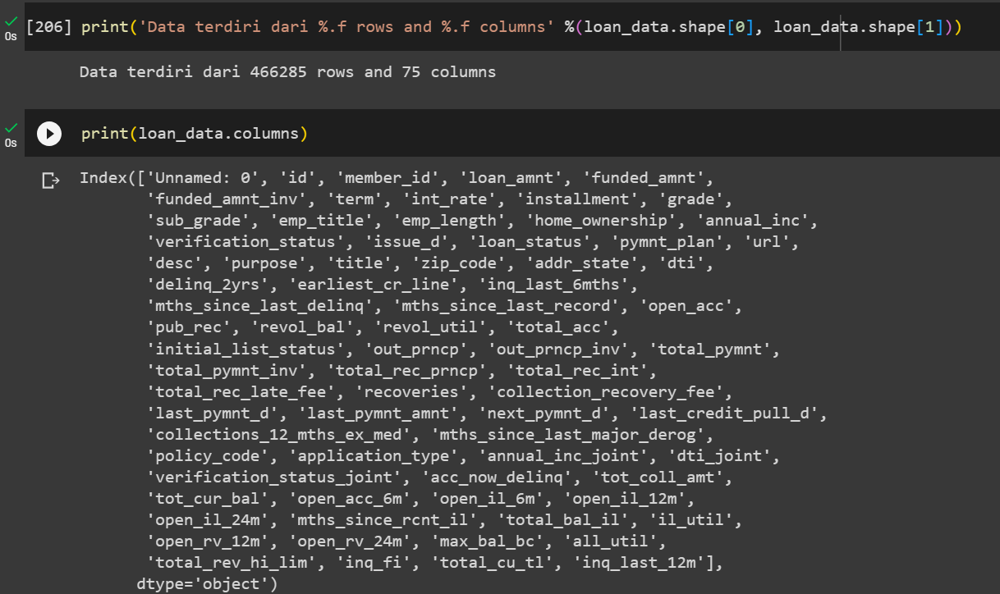 [206] print('Data terdiri dari %.f rows and %.f columns' %(loan_data.shape[0], loan_data.shape[1]))
0s
Data terdiri dari 466285 rows and 75 columns
print(loan_data.columns)
0s
Index(['Unnamed: 0', 'id', 'member_id', 'loan_amnt', 'funded_amnt',
'funded_amnt_inv', 'term', 'int_rate', 'installment', 'grade',
'sub_grade', 'emp_title', 'emp_length', 'home_ownership', 'annual_inc',
'verification_status', 'issue_d', 'loan_status', 'pymnt_plan', 'url',
'desc', 'purpose', 'title', 'zip_code', 'addr_state', 'dti',
'delinq_2yrs', 'earliest_cr_line', 'inq_last_6mths',
'mths_since_last_delinq', 'mths_since_last_record', 'open_acc',
'pub_rec', 'revol_bal', 'revol_util', 'total_acc',
'initial_list_status', 'out_prncp', 'out_prncp_inv', 'total_pymnt',
'total_pymnt_inv', 'total_rec_prncp', 'total_rec_int',
'total_rec_late_fee', 'recoveries', 'collection_recovery_fee',
'last_pymnt_d', 'last_pymnt_amnt', 'next_pymnt_d', 'last_credit_pull_d',
'collections_12_mths_ex_med', 'mths_since_last_major_derog',
'policy_code', 'application_type', 'annual_inc_joint', 'dti_joint',
'verification_status_joint', 'acc_now_delinq', 'tot_coll_amt',
'tot_cur_bal', 'open_acc_6m', 'open_il_6m', 'open_il_12m',
'open_il_24m', 'mths_since_rcnt_il', 'total_bal_il', 'il_util',
'open_rv_12m', 'open_rv_24m', 'max_bal_bc', 'all_util',
'total_rev_hi_lim', 'inq_fi', 'total_cu_tl', 'inq_last_12m'],
dtype='object')